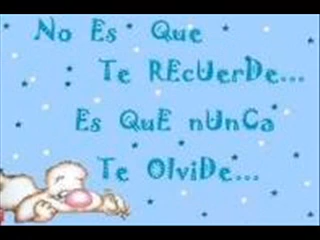 No Es Que
Te REcUerDe...
Es QuE nUnCa
Te OlviDe...